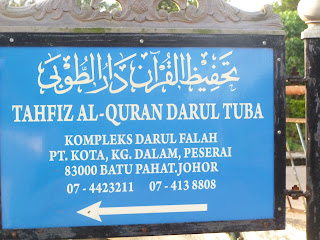 تحفيظ القرآن دار الطوبى
TAHFIZ AL-QURAN DARUL TUBA
KOMPLEKS DARUL FALAH
PT. KOTA, KG. DALAM, PESERAI
83000 BATU PAHAT,JOHOR
07 - 4423211 07 - 413 8808